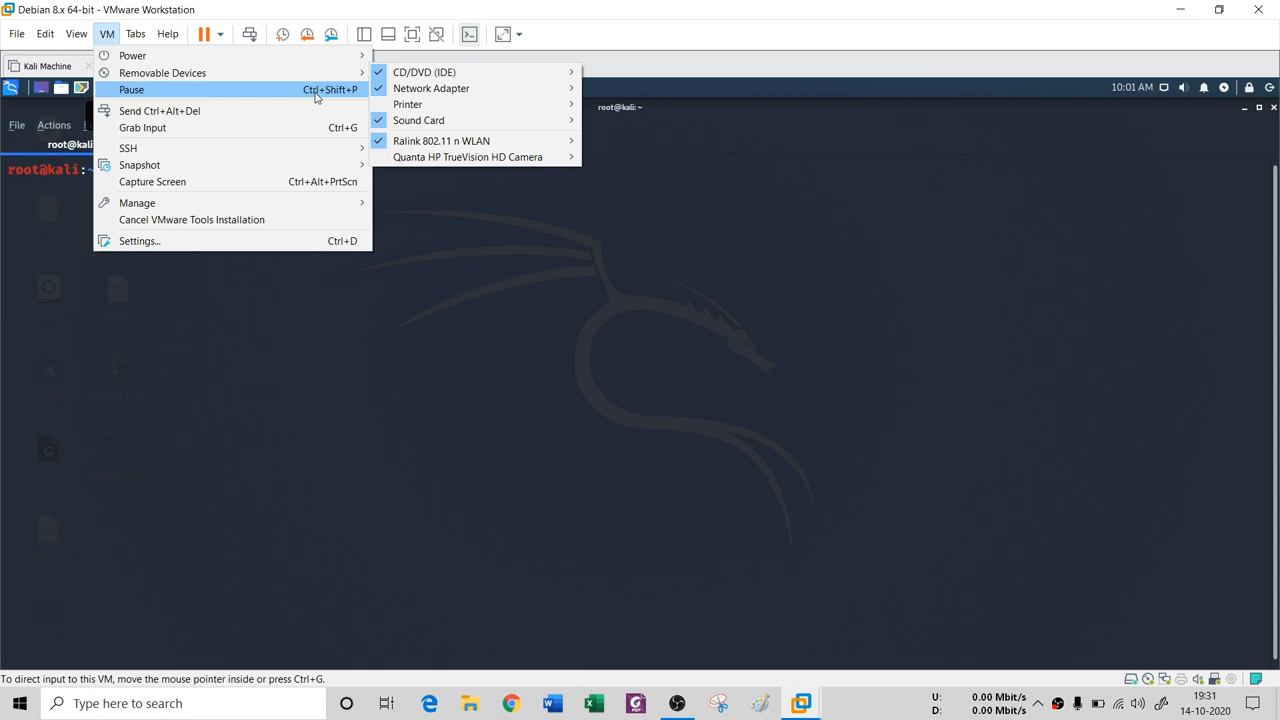 Debian 8.x 64-bit - VMware Workstation
File Edit View VM Tabs Help
Kali Machine
Power
Removable Devices
Pause Ctrl+Shift+P
Send Ctrl+Alt+Del
Grab Input Ctrl+G
SSH
Snapshot
Capture Screen Ctrl+Alt+PrtScn
Manage
Cancel VMware Tools Installation
Settings... Ctrl+D
CD/DVD (IDE)
Network Adapter
Printer
Sound Card
Ralink 802.11 n WLAN
Quanta HP TrueVision HD Camera
10:01 AM
root@kali: ~
File Actions
root@kali
root@kali:~
To direct input to this VM, move the mouse pointer inside or press Ctrl+G.
Type here to search
U: 0.00 Mbit/s
D: 0.00 Mbit/s
19:31
14-10-2020